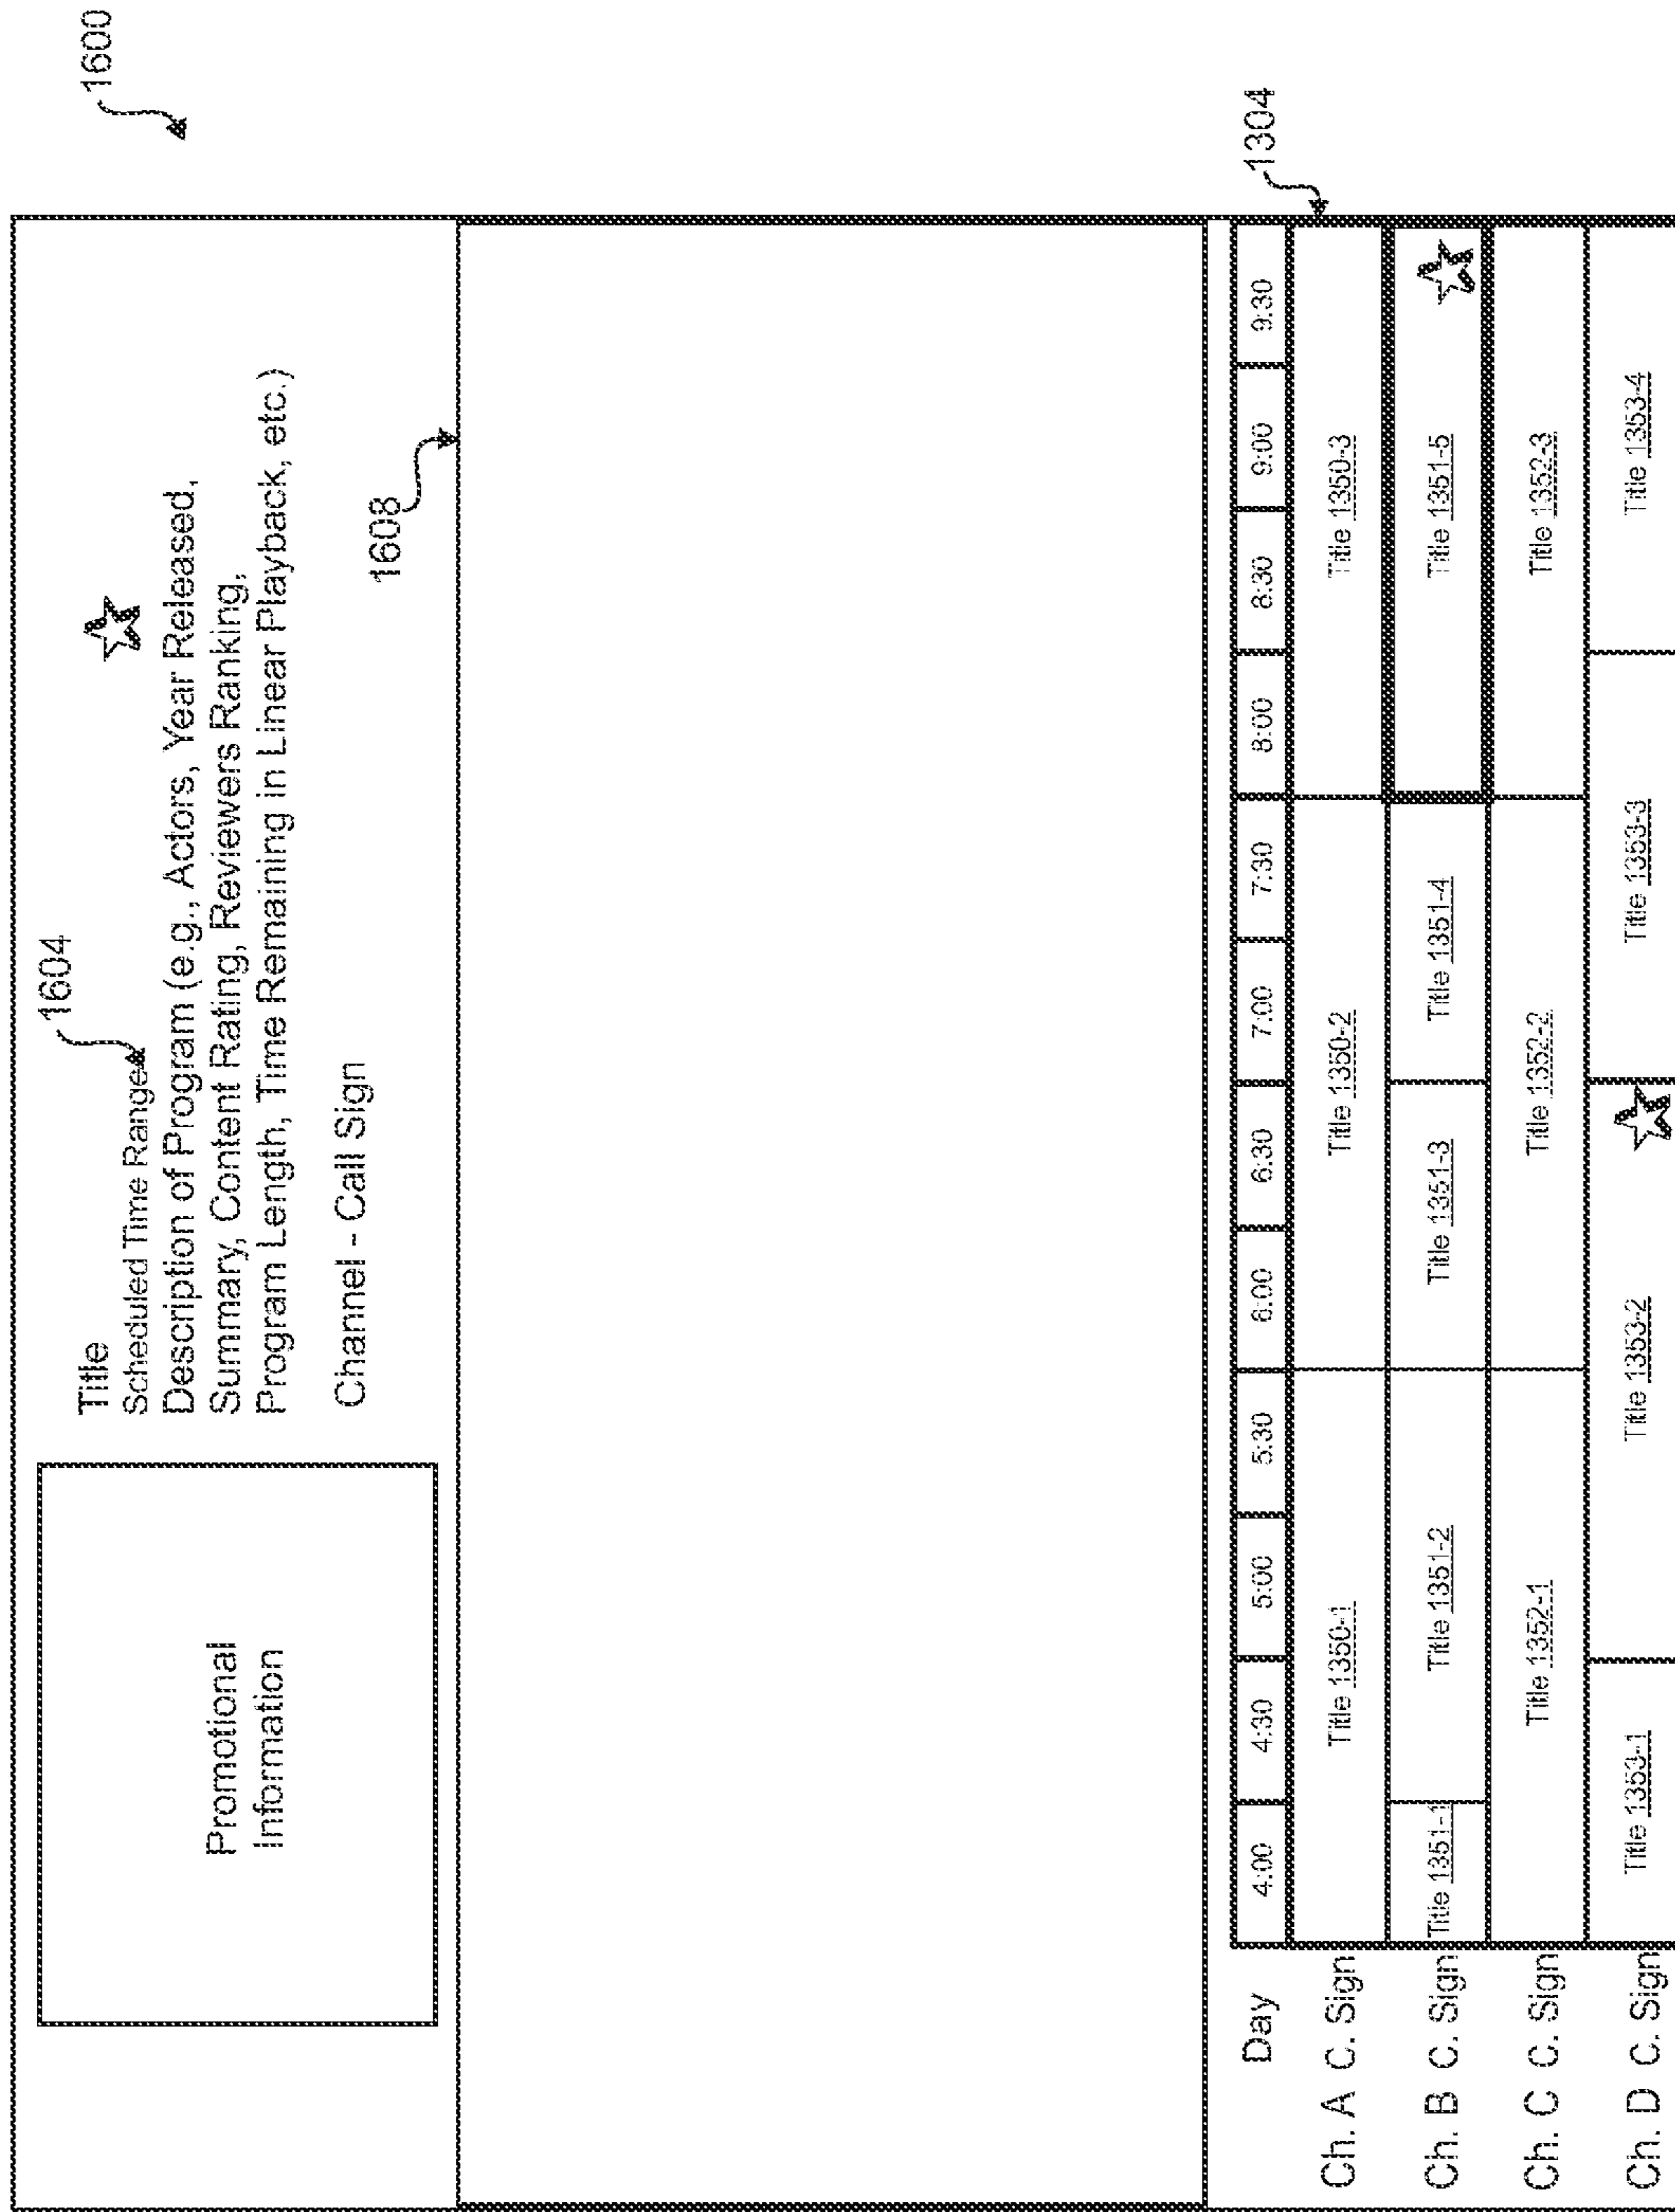 1600
1604
Promotional
Information
Title
Scheduled Time Range
Description of Program (e.g., Actors, Year Released,
Summary, Content Rating, Reviewers Ranking,
Program Length, Time Remaining in Linear Playback, etc.)
Channel - Call Sign
1608
1304
Day 4:00 4:30 5:00 5:30 6:00 6:30 7:00 7:30 8:00 8:30 9:00 9:30
Ch. A C. Sign Title 1350-1 Title 1350-2 Title 1350-3
Ch. B C. Sign Title 1351-1 Title 1351-2 Title 1351-3 Title 1351-4 Title 1351-5
Ch. C C. Sign Title 1352-1 Title 1352-2 Title 1352-3
Ch. D C. Sign Title 1353-1 Title 1353-2 Title 1353-3 Title 1353-4